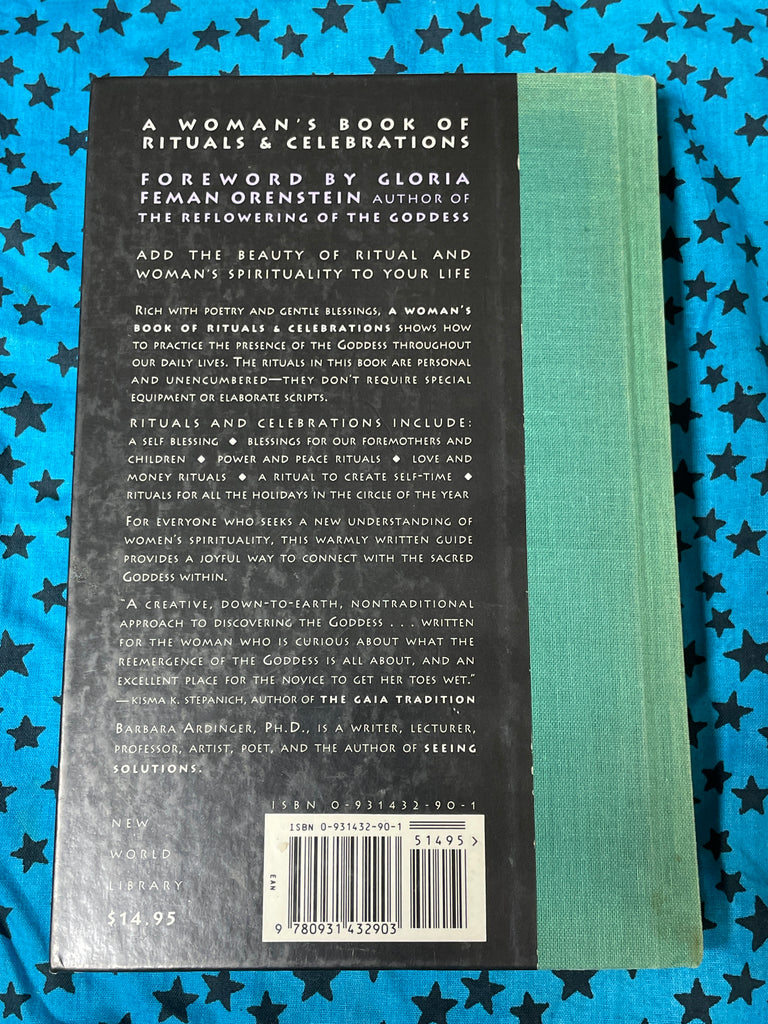 A WOMAN'S BOOK OF
RITUALS & CELEBRATIONS
FOREWORD BY GLORIA
FEMAN ORENSTEIN AUTHOR OF
THE REFLOWERING OF THE GODDESS
ADD THE BEAUTY OF RITUAL AND
WOMAN'S SPIRITUALITY TO YOUR LIFE
RICH WITH POETRY AND GENTLE BLESSINGS, A WOMAN'S
BOOK OF RITUALS & CELEBRATIONS SHOWS HOW
TO PRACTICE THE PRESENCE OF THE GODDESS THROUGHOUT
OUR DAILY LIVES. THE RITUALS IN THIS BOOK ARE PERSONAL
AND UNENCUMBERED—THEY DON'T REQUIRE SPECIAL
EQUIPMENT OR ELABORATE SCRIPTS.
RITUALS AND CELEBRATIONS INCLUDE:
A SELF BLESSING ◆ BLESSINGS FOR OUR FOREMOTHERS AND
CHILDREN ◆ POWER AND PEACE RITUALS ◆ LOVE AND
MONEY RITUALS ◆ A RITUAL TO CREATE SELF-TIME ◆
RITUALS FOR ALL THE HOLIDAYS IN THE CIRCLE OF THE YEAR
FOR EVERYONE WHO SEEKS A NEW UNDERSTANDING OF
WOMEN'S SPIRITUALITY, THIS WARMLY WRITTEN GUIDE
PROVIDES A JOYFUL WAY TO CONNECT WITH THE SACRED
GODDESS WITHIN.
"A CREATIVE, DOWN-TO-EARTH, NONTRADITIONAL
APPROACH TO DISCOVERING THE GODDESS . . . WRITTEN
FOR THE WOMAN WHO IS CURIOUS ABOUT WHAT THE
REEMERGENCE OF THE GODDESS IS ALL ABOUT, AND AN
EXCELLENT PLACE FOR THE NOVICE TO GET HER TOES WET."
—KISMA K. STEPANICH, AUTHOR OF THE GAIA TRADITION
BARBARA ARDINGER, PH.D., IS A WRITER, LECTURER,
PROFESSOR, ARTIST, POET, AND THE AUTHOR OF SEEING
SOLUTIONS.
ISBN 0-931432-90-1
NEW
WORLD
LIBRARY
$14.95
ISBN 0-931432-90-1
51495>
EAN
9 780931 432903